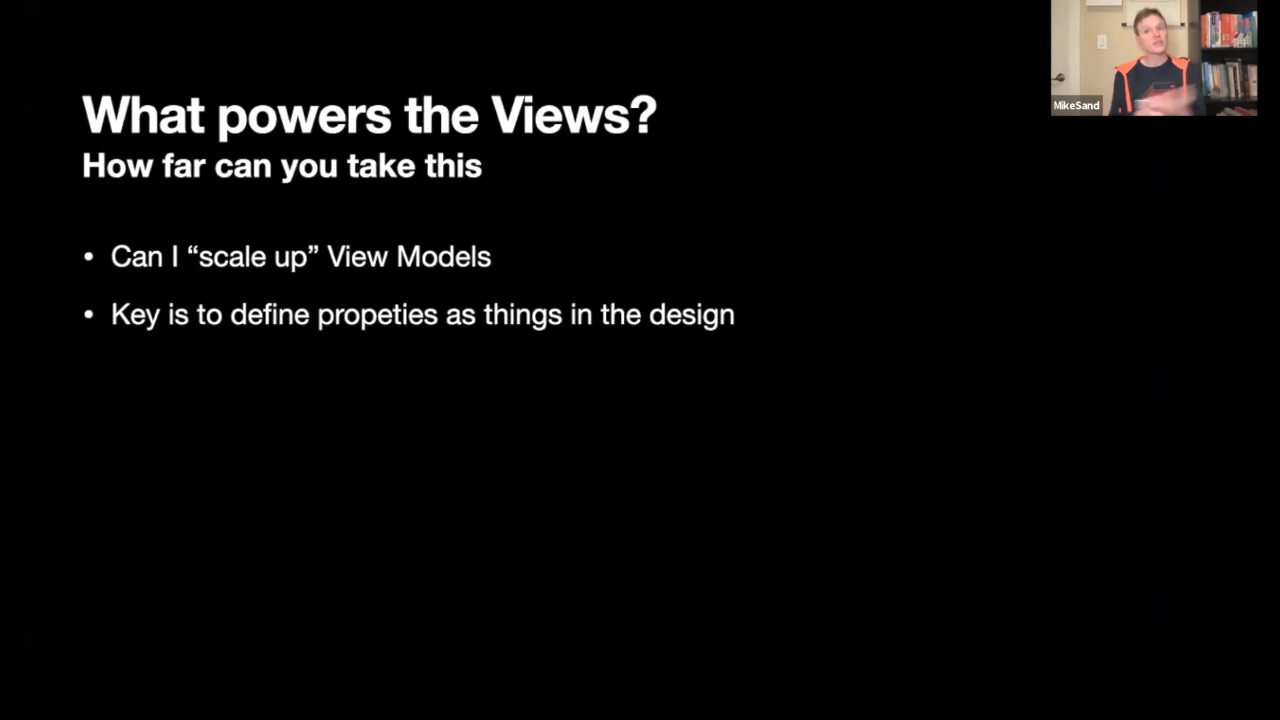 What powers the Views?
How far can you take this
• Can I “scale up” View Models
• Key is to define propeties as things in the design
MikeSand